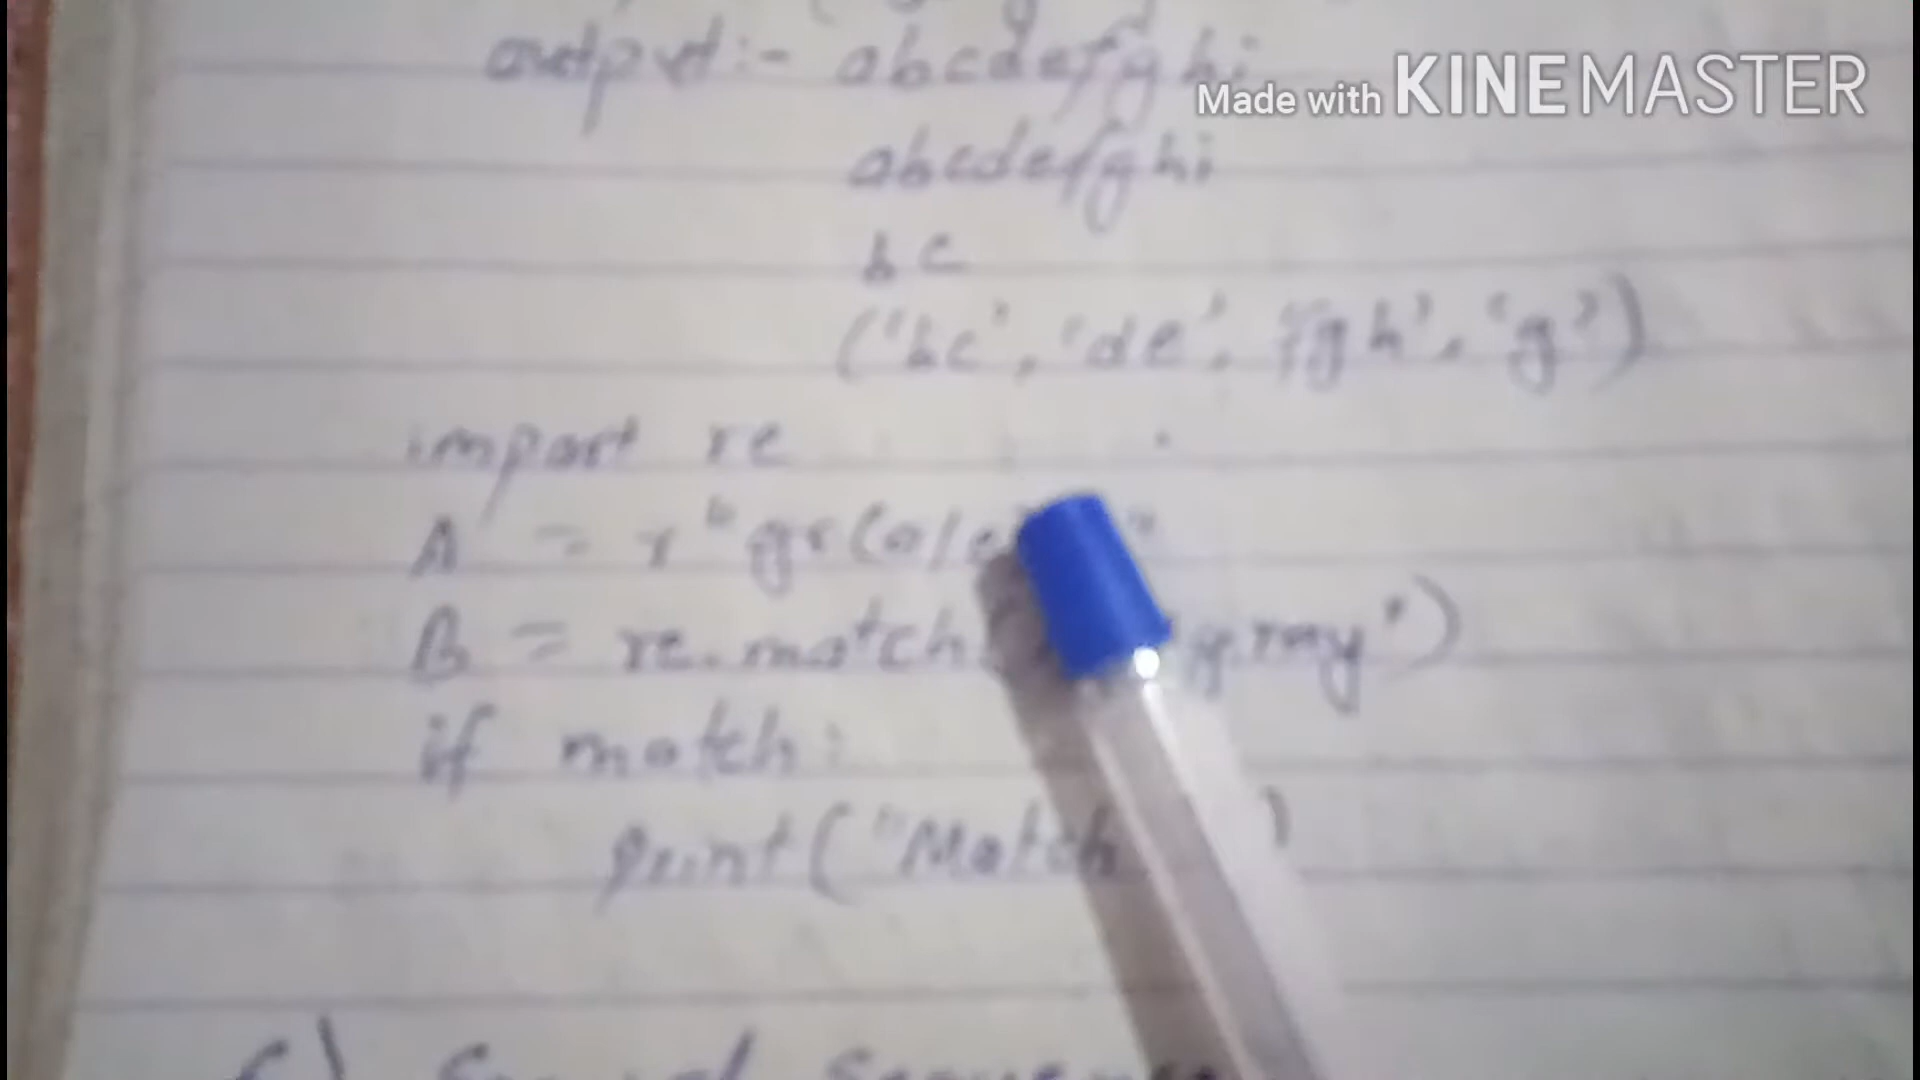 output:- abcdefghi
Made with KINEMASTER
abcdefghi
bc
('bc', 'de', 'fgh', 'g')
import re
A = r"gr(a/e
B = re.match gray')
if match:
print("Match )